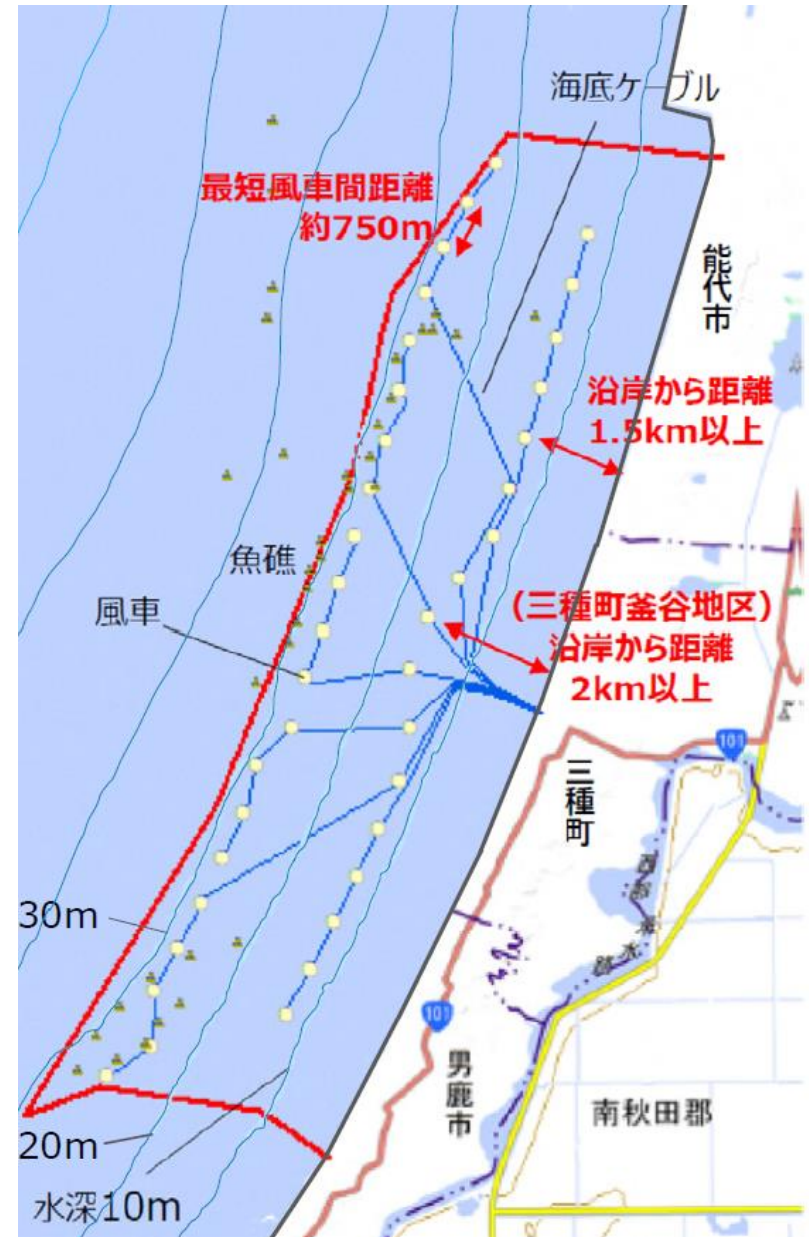 海底ケーブル
最短風車間距離
約750m
能代市
沿岸から距離
1.5km以上
魚礁
風車
(三種町釜谷地区)
沿岸から距離
2km以上
101
三種町
30m
101
男鹿市
南秋田郡
20m
水深10m